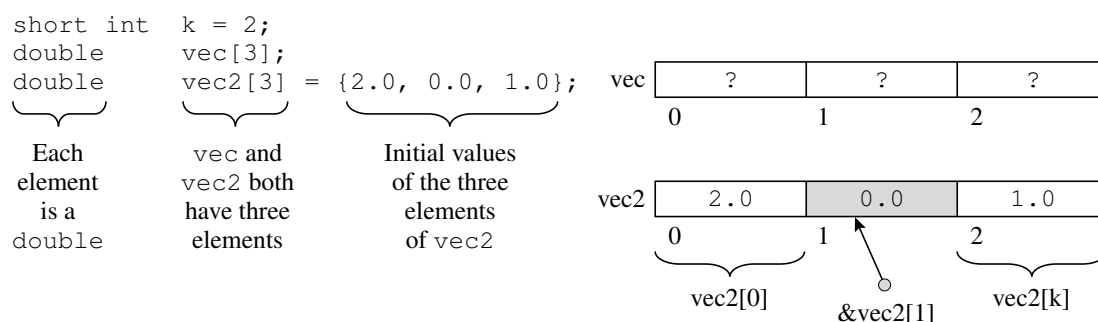 short int k = 2;
double vec[3];
double vec2[3] = {2.0, 0.0, 1.0};
Each
element
is a
double
vec and
vec2 both
have three
elements
Initial values
of the three
elements
of vec2
vec ? ? ?
0 1 2
vec2 2.0 0.0 1.0
0 1 2
vec2[0] &vec2[1] vec2[k]